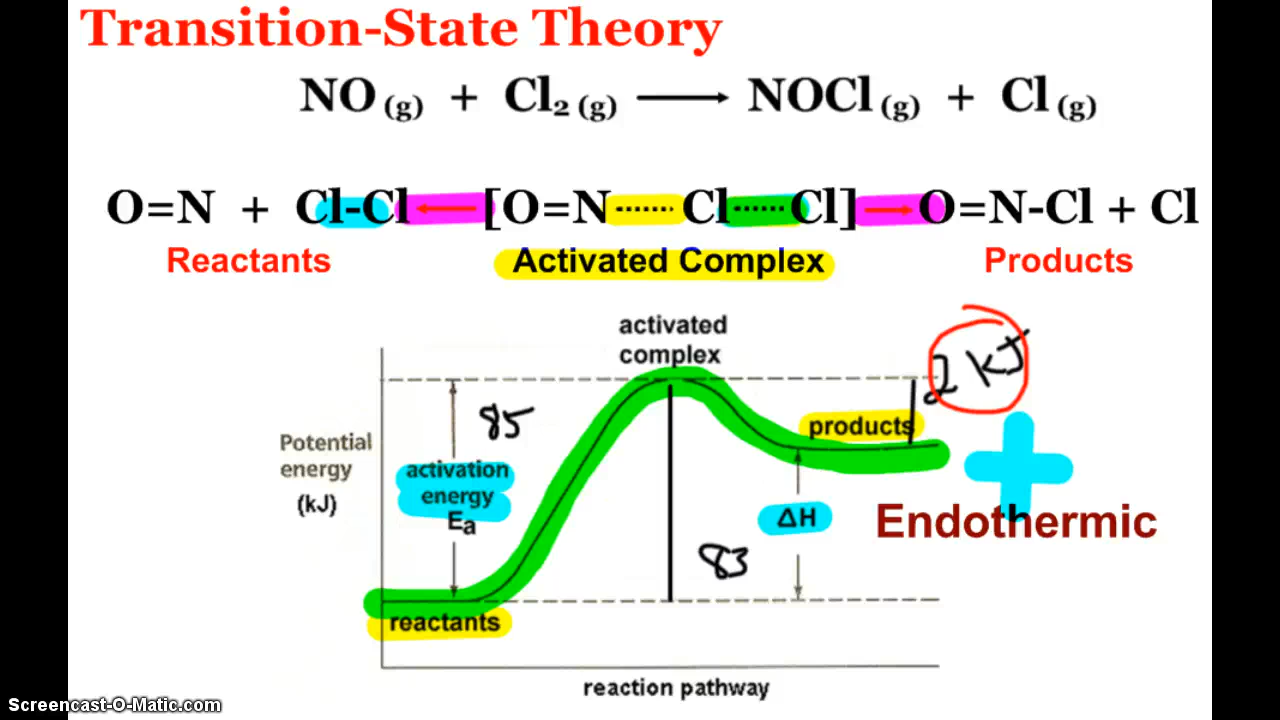 Transition-State Theory
NO (g) + Cl₂ (g) ⟶ NOCl (g) + Cl (g)
O=N + Cl-Cl ← [O=N······Cl······Cl] → O=N-Cl + Cl
Reactants Activated Complex Products
activated
complex
2 kJ
85
products
Potential
energy
(kJ)
activation
energy
Ea
ΔH
+
Endothermic
83
reactants
reaction pathway
Screencast-O-Matic.com